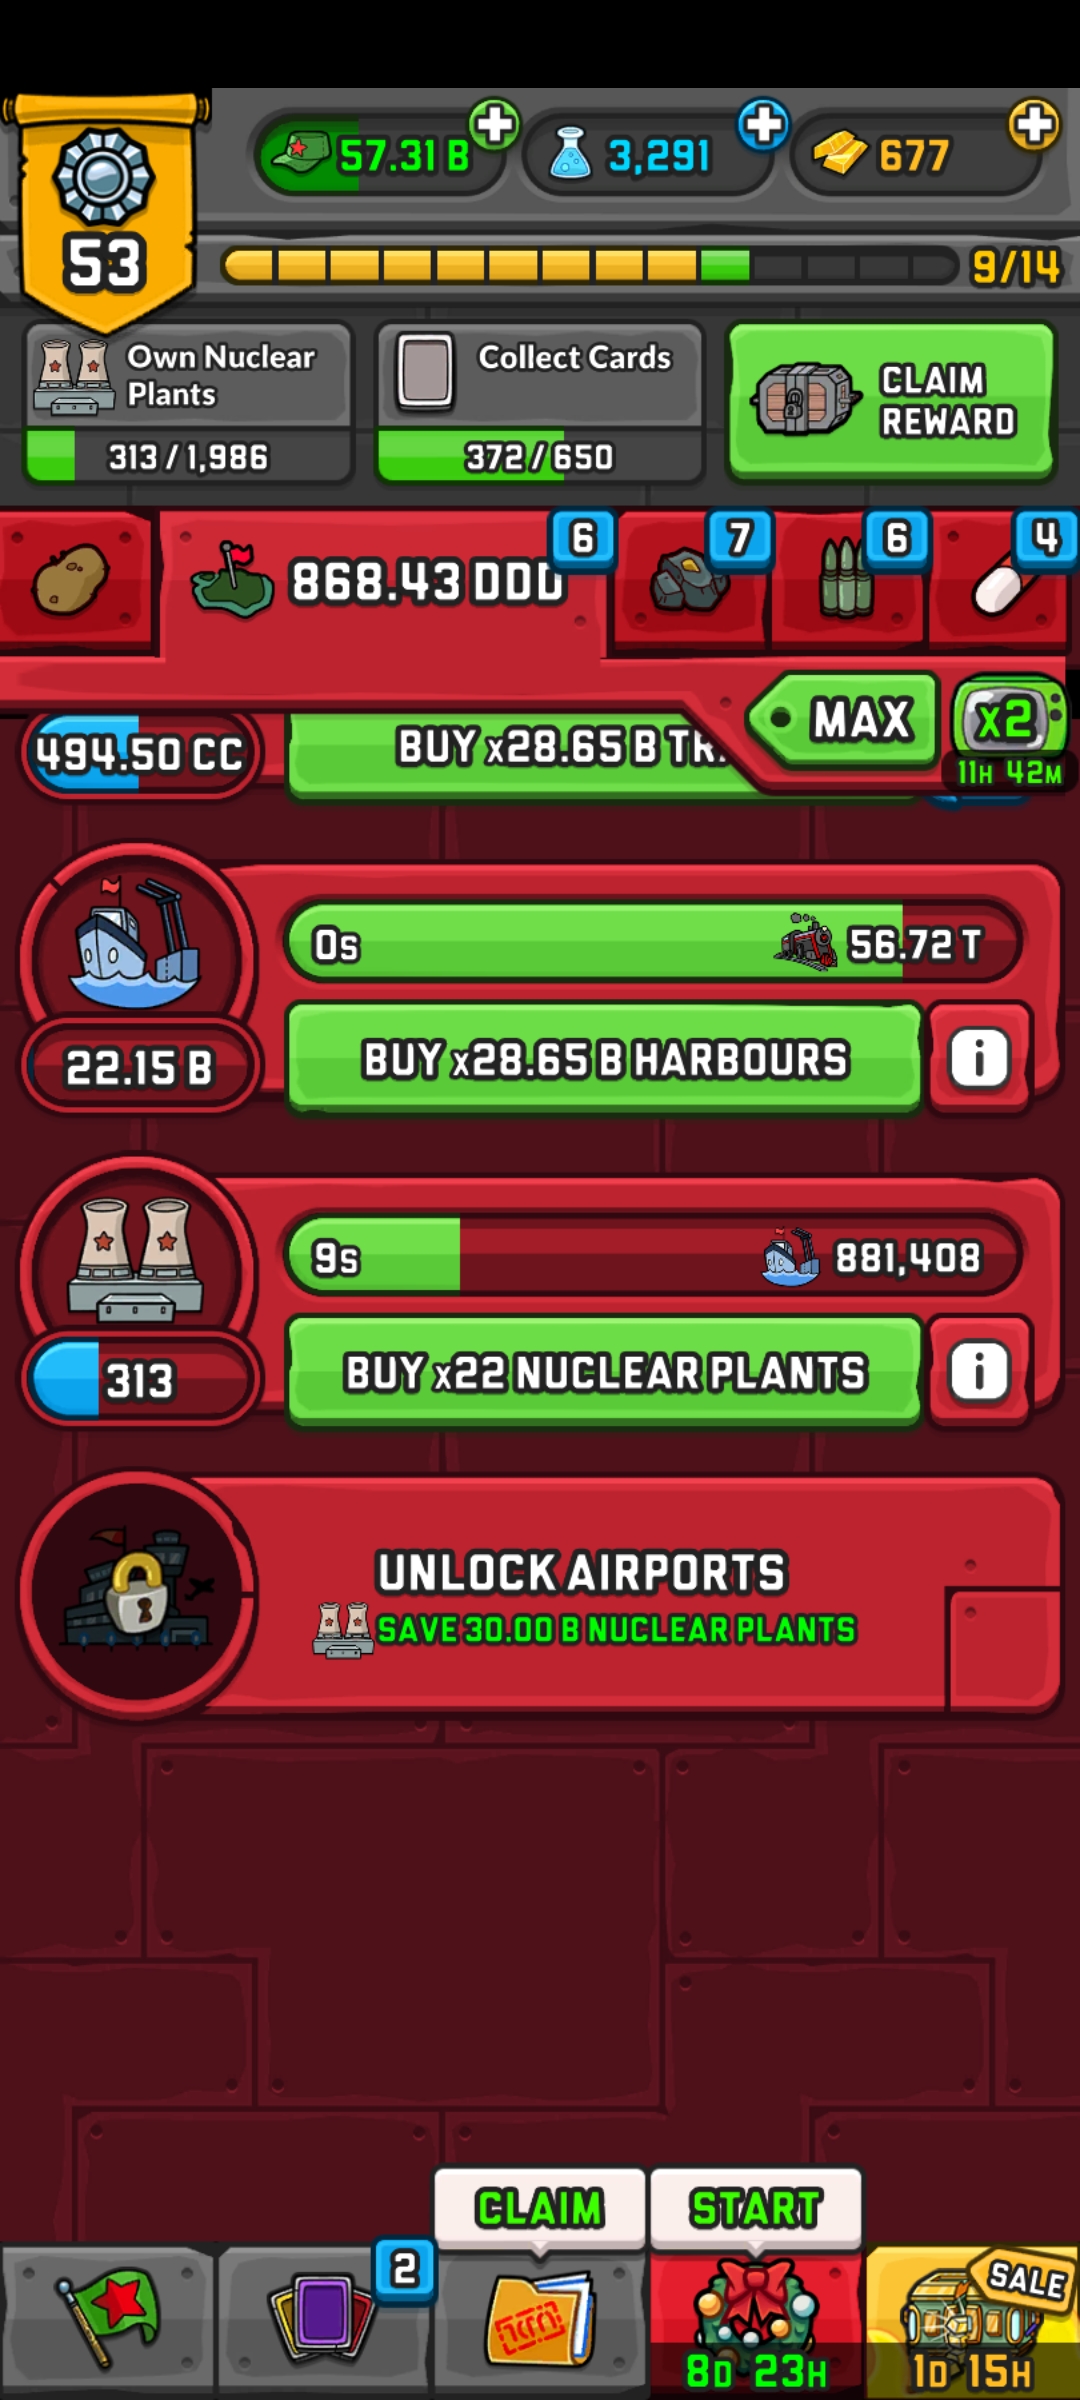 57.31 B
3,291
677
53
9/14
Own Nuclear
Plants
313 / 1,986
Collect Cards
372 / 650
CLAIM
REWARD
868.43 DDD
6
7
6
4
MAX
x2
11H 42M
494.50 CC
BUY x28.65 B
0s
56.72 T
22.15 B
BUY x28.65 B HARBOURS
i
9s
881,408
313
BUY x22 NUCLEAR PLANTS
i
UNLOCK AIRPORTS
SAVE 30.00 B NUCLEAR PLANTS
CLAIM
START
2
SALE
8D 23H
1D 15H